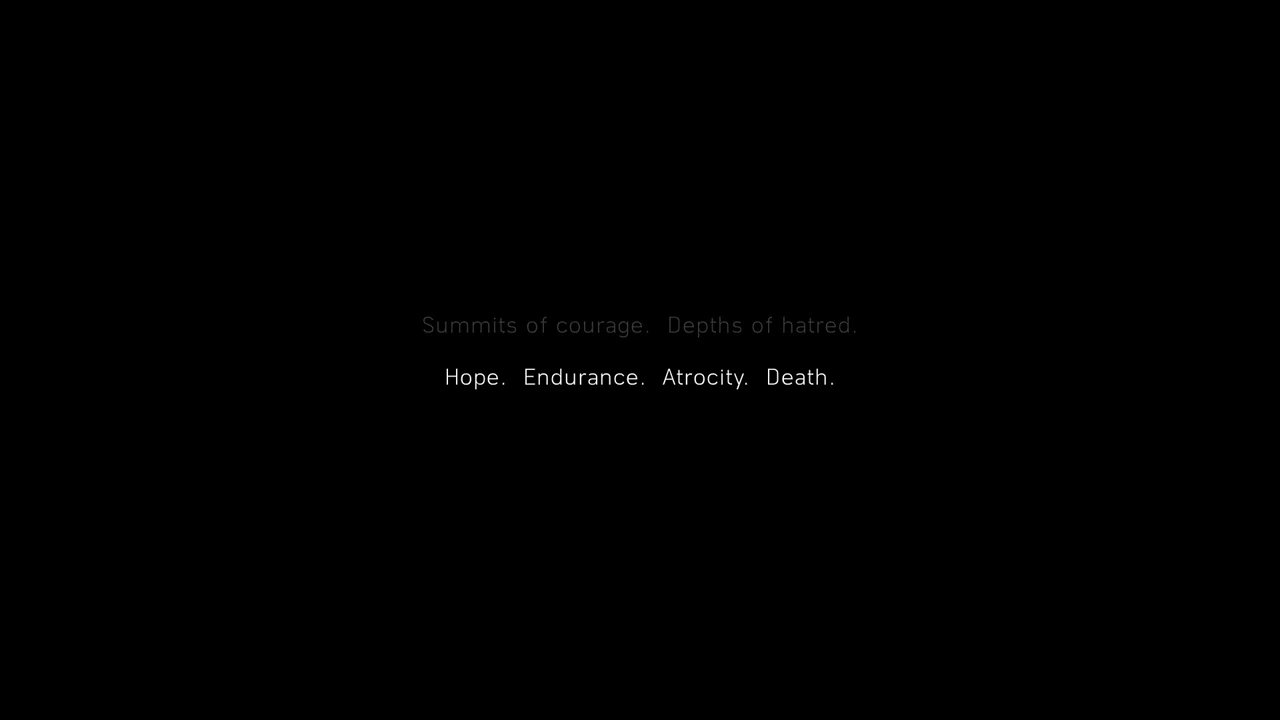 Summits of courage. Depths of hatred.
Hope. Endurance. Atrocity. Death.